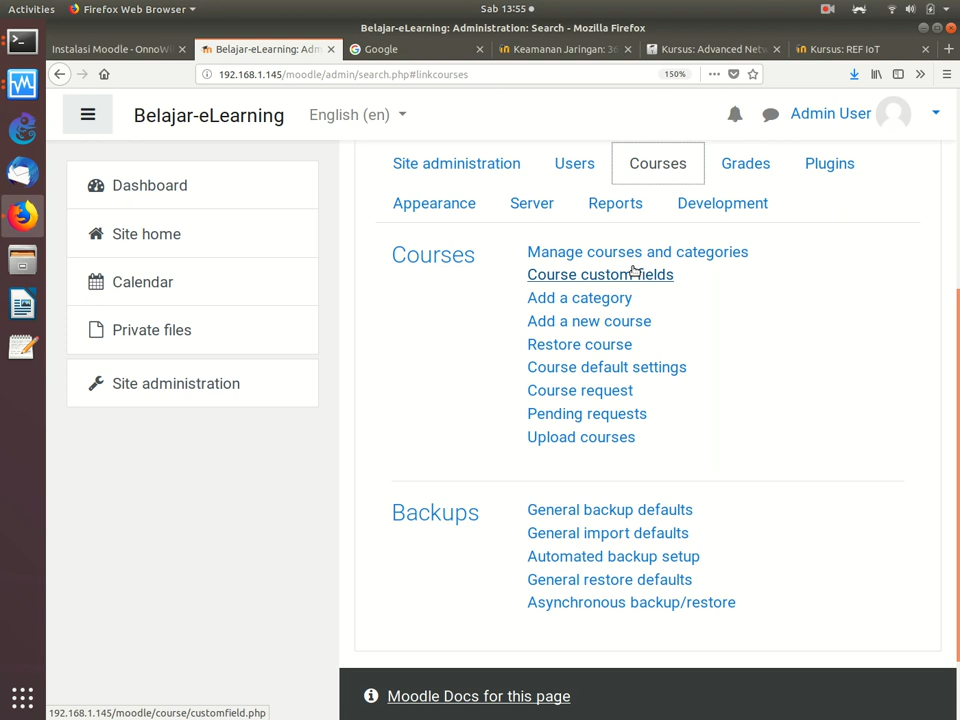 Activities Firefox Web Browser Sab 13:55
Belajar-eLearning: Administration: Search - Mozilla Firefox
Instalasi Moodle - OnnoWi Belajar-eLearning: Adm Google Keamanan Jaringan: 3d Kursus: Advanced Netw Kursus: REF IoT
192.168.1.145/moodle/admin/search.php#linkcourses 150%
Belajar-eLearning English (en) Admin User
Dashboard
Site home
Calendar
Private files
Site administration
Site administration Users Courses Grades Plugins
Appearance Server Reports Development
Courses
Manage courses and categories
Course custom fields
Add a category
Add a new course
Restore course
Course default settings
Course request
Pending requests
Upload courses
Backups
General backup defaults
General import defaults
Automated backup setup
General restore defaults
Asynchronous backup/restore
Moodle Docs for this page
192.168.1.145/moodle/course/customfield.php